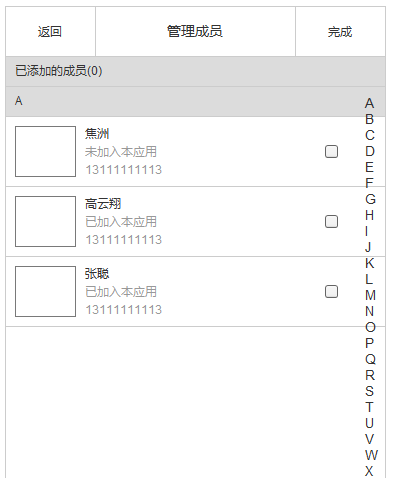 返回 管理成员 完成
已添加的成员(0)
A
焦洲
未加入本应用
13111111113
高云翔
已加入本应用
13111111113
张聪
已加入本应用
13111111113
A
B
C
D
E
F
G
H
I
J
K
L
M
N
O
P
Q
R
S
T
U
V
W
X